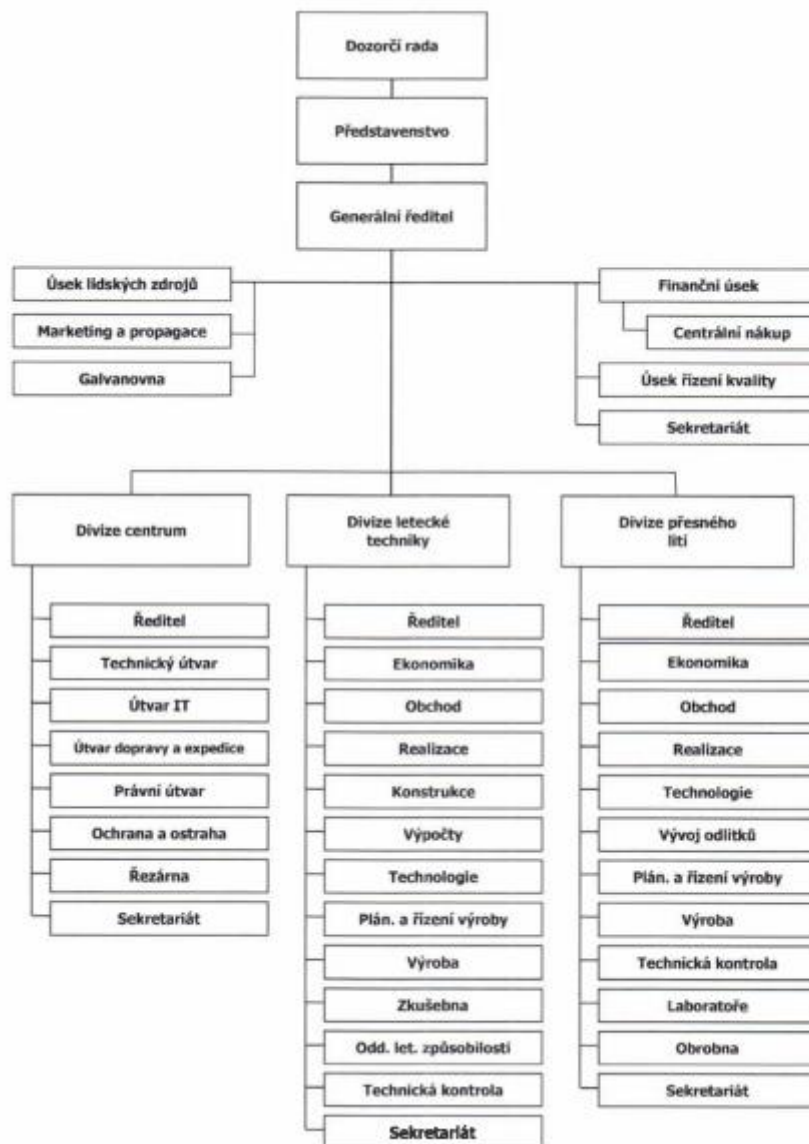 Dozorčí rada
Představenstvo
Generální ředitel
Úsek lidských zdrojů
Marketing a propagace
Galvanovna
Finanční úsek
Centrální nákup
Úsek řízení kvality
Sekretariát
Divize centrum
Ředitel
Technický útvar
Útvar IT
Útvar dopravy a expedice
Právní útvar
Ochrana a ostraha
Řezárna
Sekretariát
Divize letecké
techniky
Ředitel
Ekonomika
Obchod
Realizace
Konstrukce
Výpočty
Technologie
Plán. a řízení výroby
Výroba
Zkušebna
Odd. let. způsobilosti
Technická kontrola
Sekretariát
Divize přesného
lití
Ředitel
Ekonomika
Obchod
Realizace
Technologie
Vývoj odlitků
Plán. a řízení výroby
Výroba
Technická kontrola
Laboratoře
Obrobna
Sekretariát